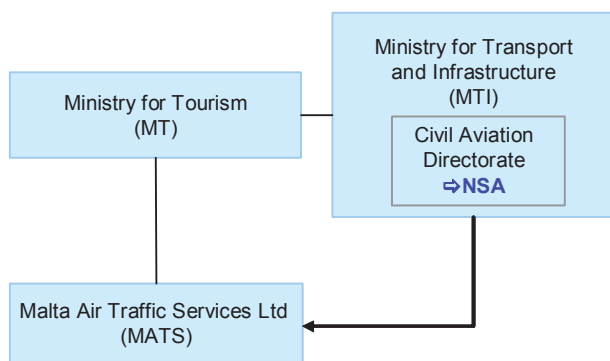 Ministry for Tourism
(MT)
Ministry for Transport
and Infrastructure
(MTI)
Civil Aviation
Directorate
⇨NSA
Malta Air Traffic Services Ltd
(MATS)